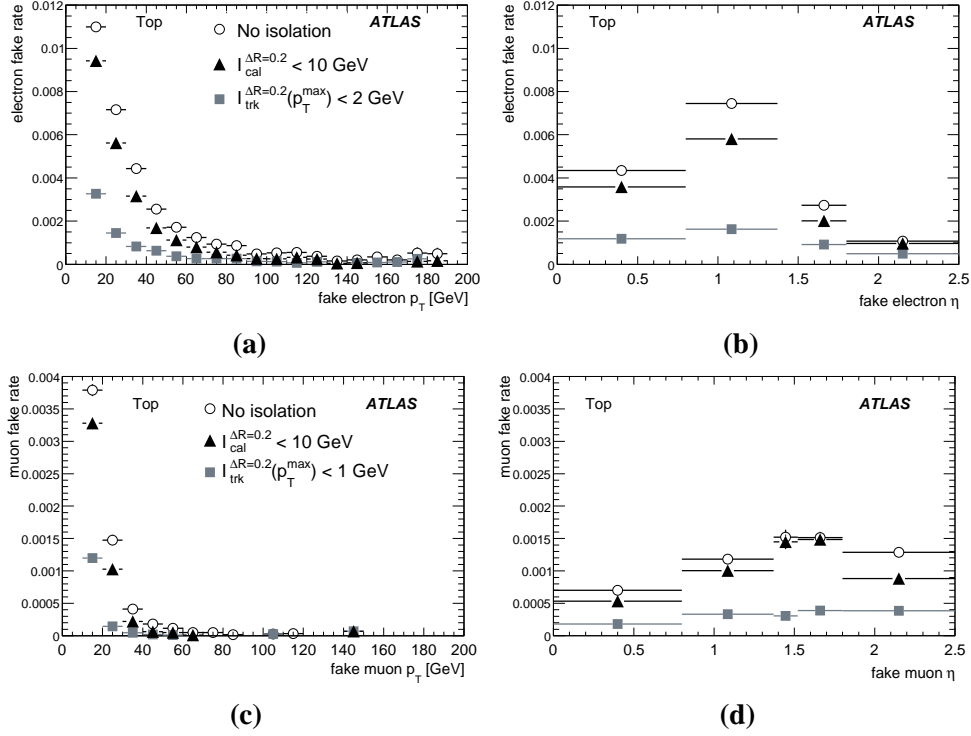 electron fake rate
0.012
0.01
0.008
0.006
0.004
0.002
0
Top
ATLAS
No isolation
I_cal^{ΔR=0.2} < 10 GeV
I_trk^{ΔR=0.2}(p_T^max) < 2 GeV
0 20 40 60 80 100 120 140 160 180 200
fake electron p_T [GeV]
(a)
electron fake rate
0.012
0.01
0.008
0.006
0.004
0.002
0
Top
ATLAS
0 0.5 1 1.5 2 2.5
fake electron η
(b)
muon fake rate
0.004
0.0035
0.003
0.0025
0.002
0.0015
0.001
0.0005
0
Top
ATLAS
No isolation
I_cal^{ΔR=0.2} < 10 GeV
I_trk^{ΔR=0.2}(p_T^max) < 1 GeV
0 20 40 60 80 100 120 140 160 180 200
fake muon p_T [GeV]
(c)
muon fake rate
0.004
0.0035
0.003
0.0025
0.002
0.0015
0.001
0.0005
0
Top
ATLAS
0 0.5 1 1.5 2 2.5
fake muon η
(d)